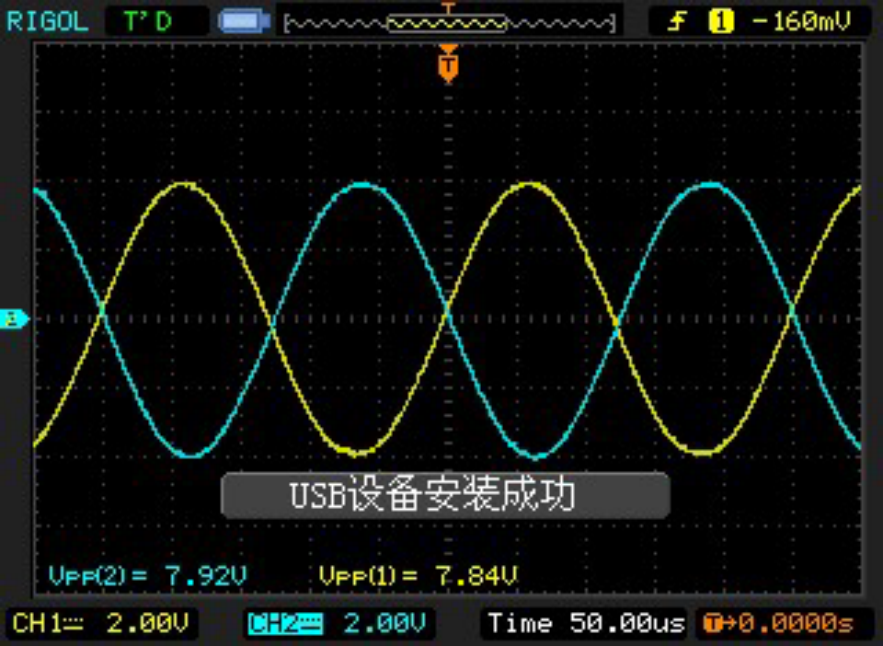 RIGOL T'D T 1 -160mV
T
USB设备安装成功
Vpp(2)= 7.92V Vpp(1)= 7.84V
CH1 2.00V CH2 2.00V Time 50.00us T→0.0000s